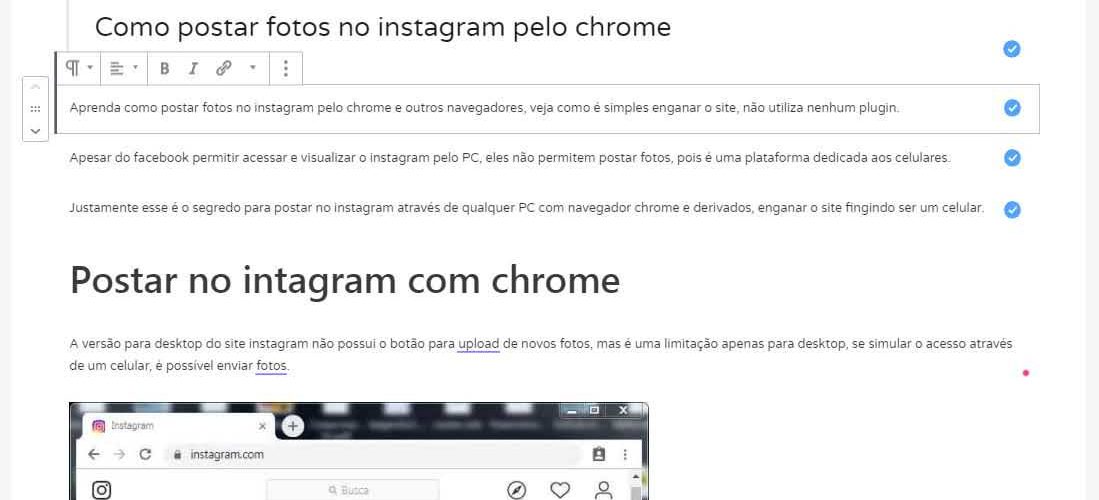 Como postar fotos no instagram pelo chrome
B I
Aprenda como postar fotos no instagram pelo chrome e outros navegadores, veja como é simples enganar o site, não utiliza nenhum plugin.
Apesar do facebook permitir acessar e visualizar o instagram pelo PC, eles não permitem postar fotos, pois é uma plataforma dedicada aos celulares.
Justamente esse é o segredo para postar no instagram através de qualquer PC com navegador chrome e derivados, enganar o site fingindo ser um celular.
Postar no intagram com chrome
A versão para desktop do site instagram não possui o botão para upload de novos fotos, mas é uma limitação apenas para desktop, se simular o acesso através
de um celular, é possível enviar fotos.
Instagram
instagram.com
Busca